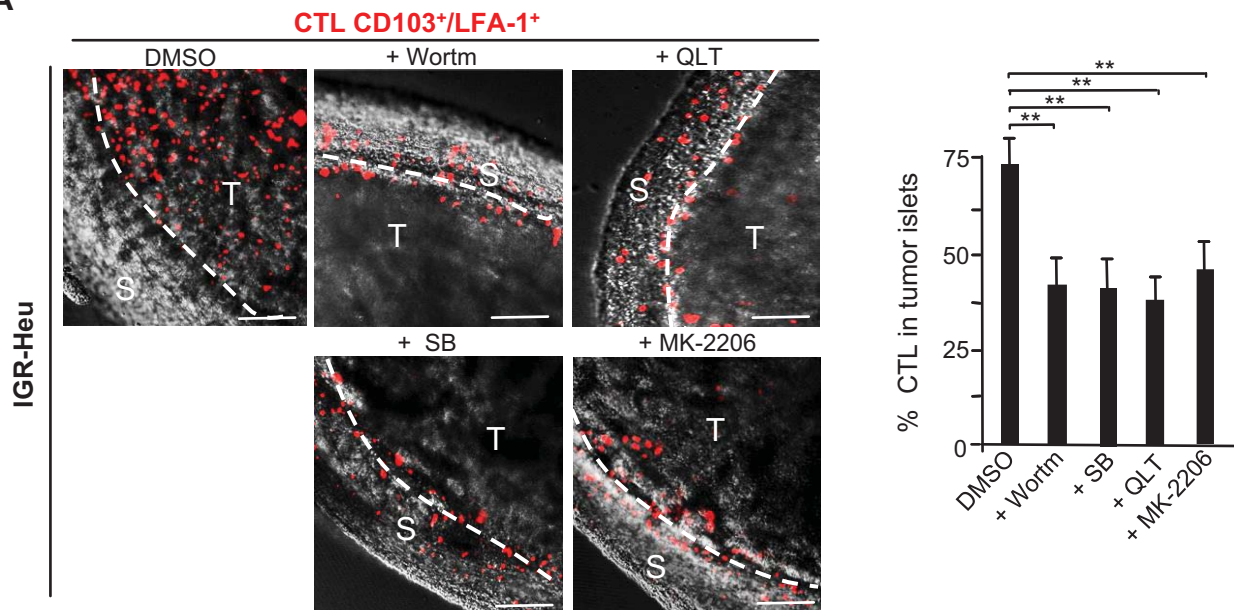 A
CTL CD103⁺/LFA-1⁺
DMSO
+ Wortm
+ QLT
T
S
S
T
S
T
+ SB
+ MK-2206
T
S
T
S
IGR-Heu
**
**
**
**
% CTL in tumor islets
75
50
25
0
DMSO
+ Wortm
+ SB
+ QLT
+ MK-2206